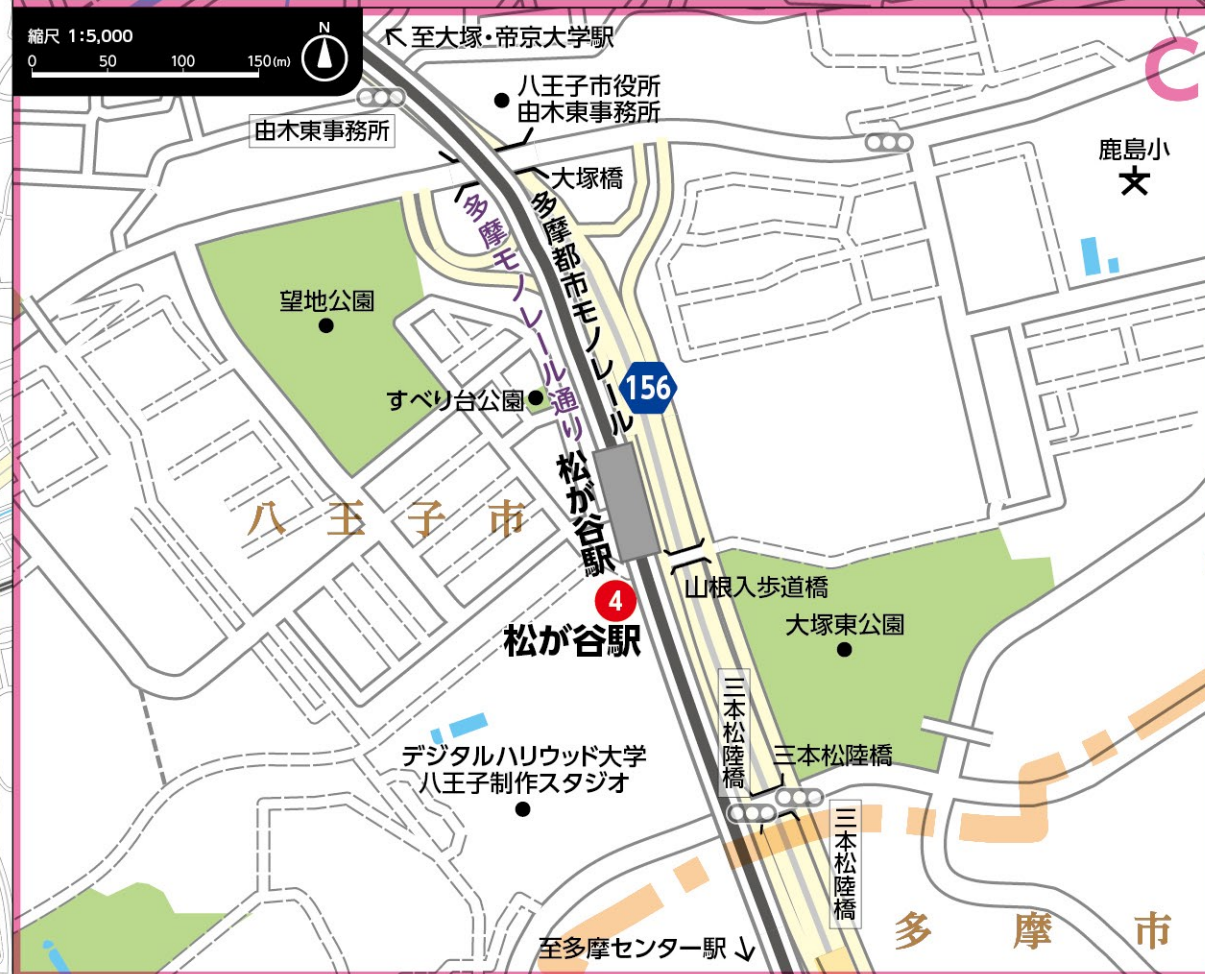 縮尺 1:5,000
0 50 100 150(m)
N
至大塚・帝京大学駅
C
八王子市役所
由木東事務所
由木東事務所
鹿島小
大塚橋
多摩モノレール通り
多摩都市モノレール
望地公園
156
すべり台公園
松が谷駅
八王子市
山根入歩道橋
4
松が谷駅
大塚東公園
三本松陸橋
デジタルハリウッド大学
八王子制作スタジオ
三本松陸橋
三本松陸橋
多摩市
至多摩センター駅